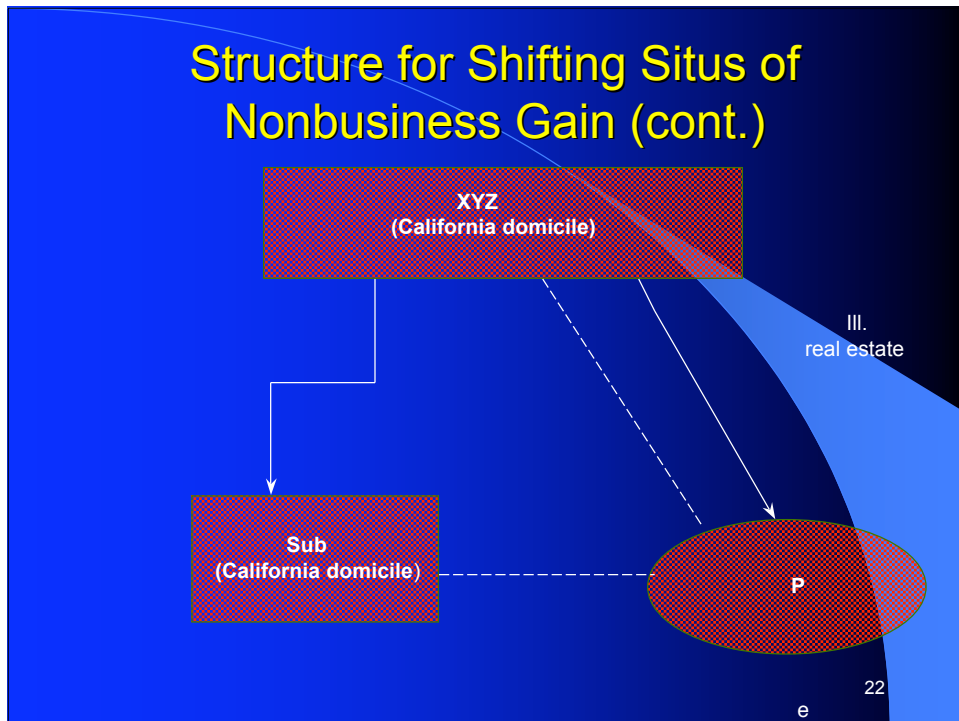 Structure for Shifting Situs of
Nonbusiness Gain (cont.)
XYZ
(California domicile)
Ill.
real estate
Sub
(California domicile)
P
22
e